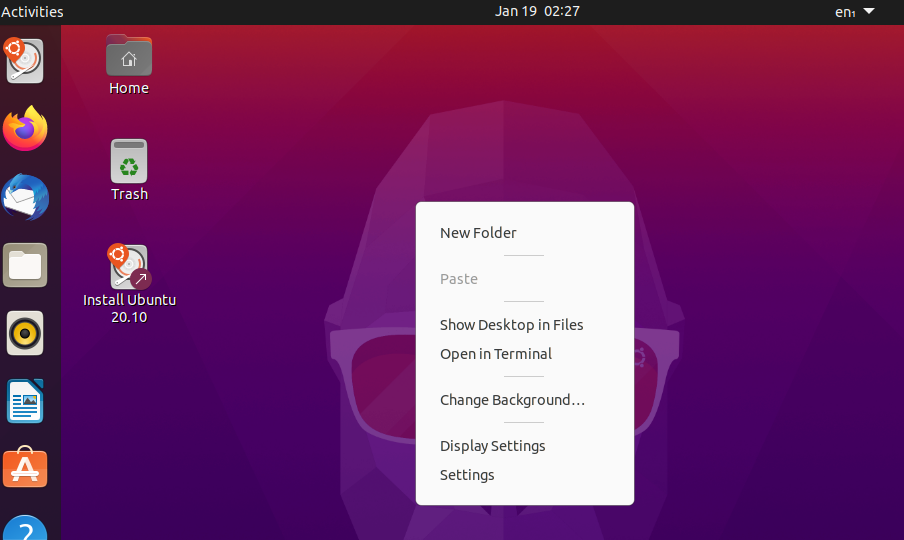 Activities
Jan 19 02:27
en₁
Home
Trash
Install Ubuntu
20.10
New Folder
Paste
Show Desktop in Files
Open in Terminal
Change Background…
Display Settings
Settings
?